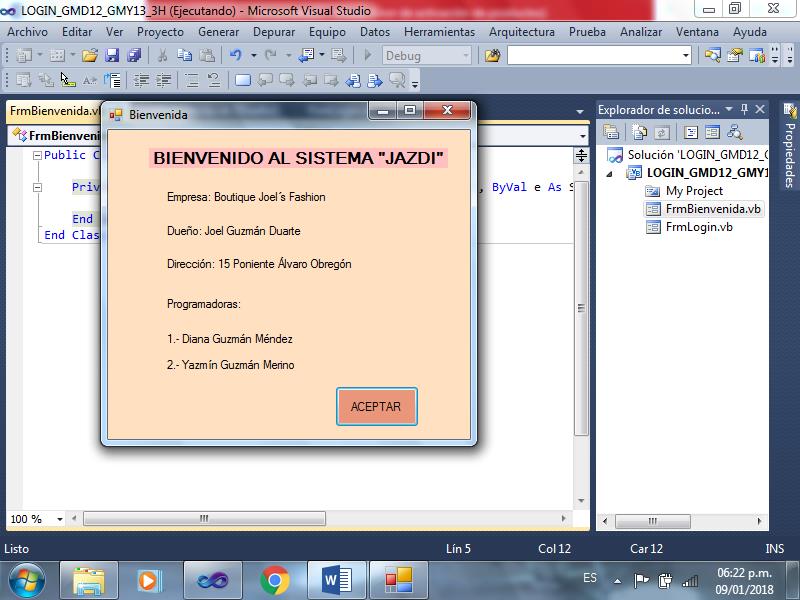 LOGIN_GMD12_GMY13_3H (Ejecutando) - Microsoft Visual Studio
Archivo Editar Ver Proyecto Generar Depurar Equipo Datos Herramientas Arquitectura Prueba Analizar Ventana Ayuda
Debug
FrmBienvenida.v
FrmBienveni
Public C
Priv , ByVal e As S
End
End Clas
Bienvenida
BIENVENIDO AL SISTEMA "JAZDI"
Empresa: Boutique Joel´s Fashion
Dueño: Joel Guzmán Duarte
Dirección: 15 Poniente Álvaro Obregón
Programadoras:
1.- Diana Guzmán Méndez
2.- Yazmín Guzmán Merino
ACEPTAR
Explorador de solucio...
Solución 'LOGIN_GMD12_G
LOGIN_GMD12_GMY1
My Project
FrmBienvenida.vb
FrmLogin.vb
Propiedades
100 %
Listo Lín 5 Col 12 Car 12 INS
ES
06:22 p.m.
09/01/2018